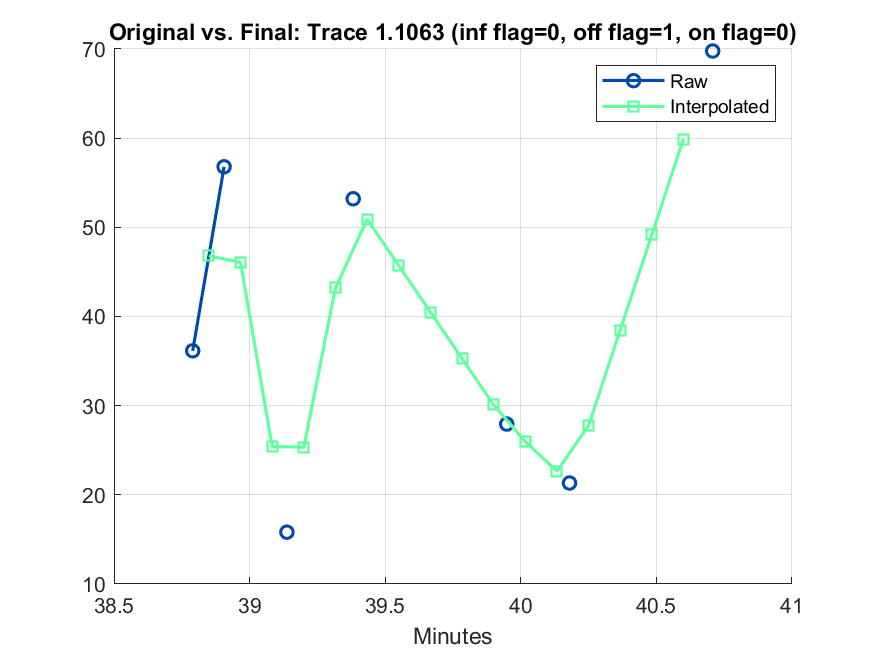 Original vs. Final: Trace 1.1063 (inf flag=0, off flag=1, on flag=0)
70
60
50
40
30
20
10
Raw
Interpolated
38.5 39 39.5 40 40.5 41
Minutes